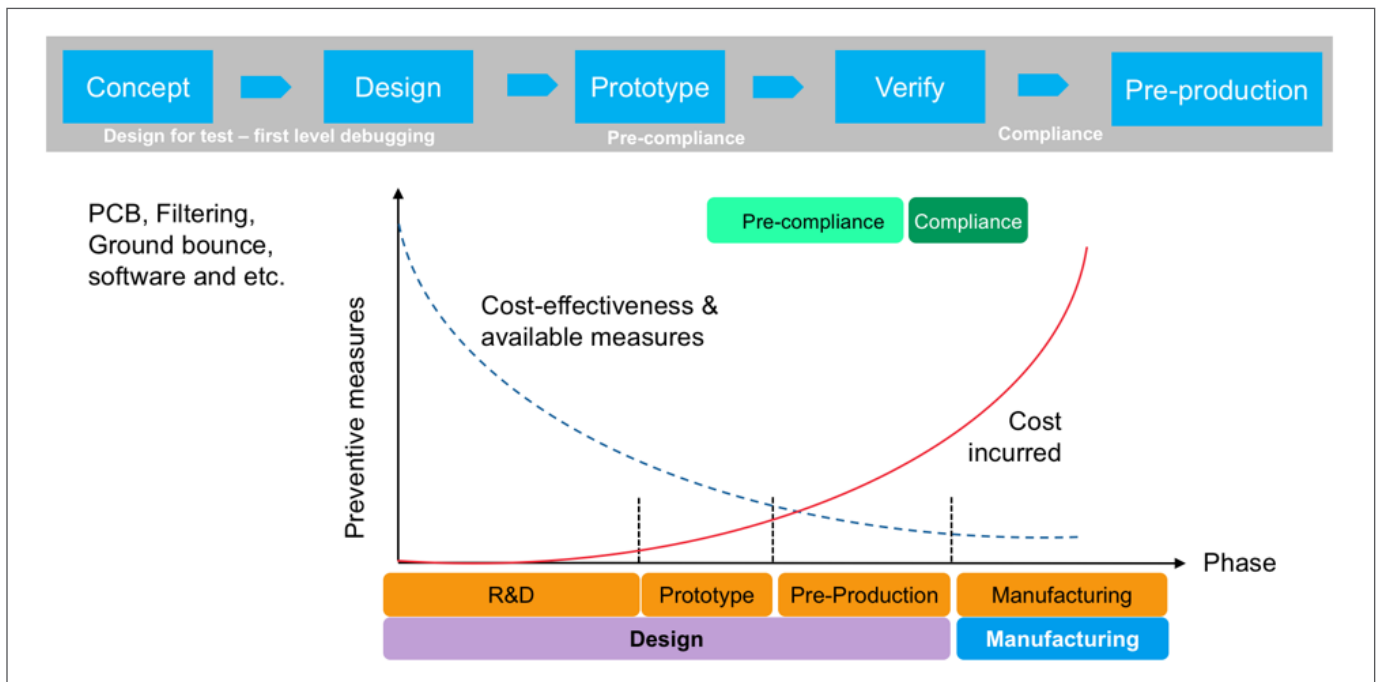 Concept
Design
Prototype
Verify
Pre-production
Design for test – first level debugging
Pre-compliance
Compliance
PCB, Filtering,
Ground bounce,
software and etc.
Pre-compliance
Compliance
Cost-effectiveness &
available measures
Preventive measures
Cost
incurred
Phase
R&D
Prototype
Pre-Production
Manufacturing
Design
Manufacturing